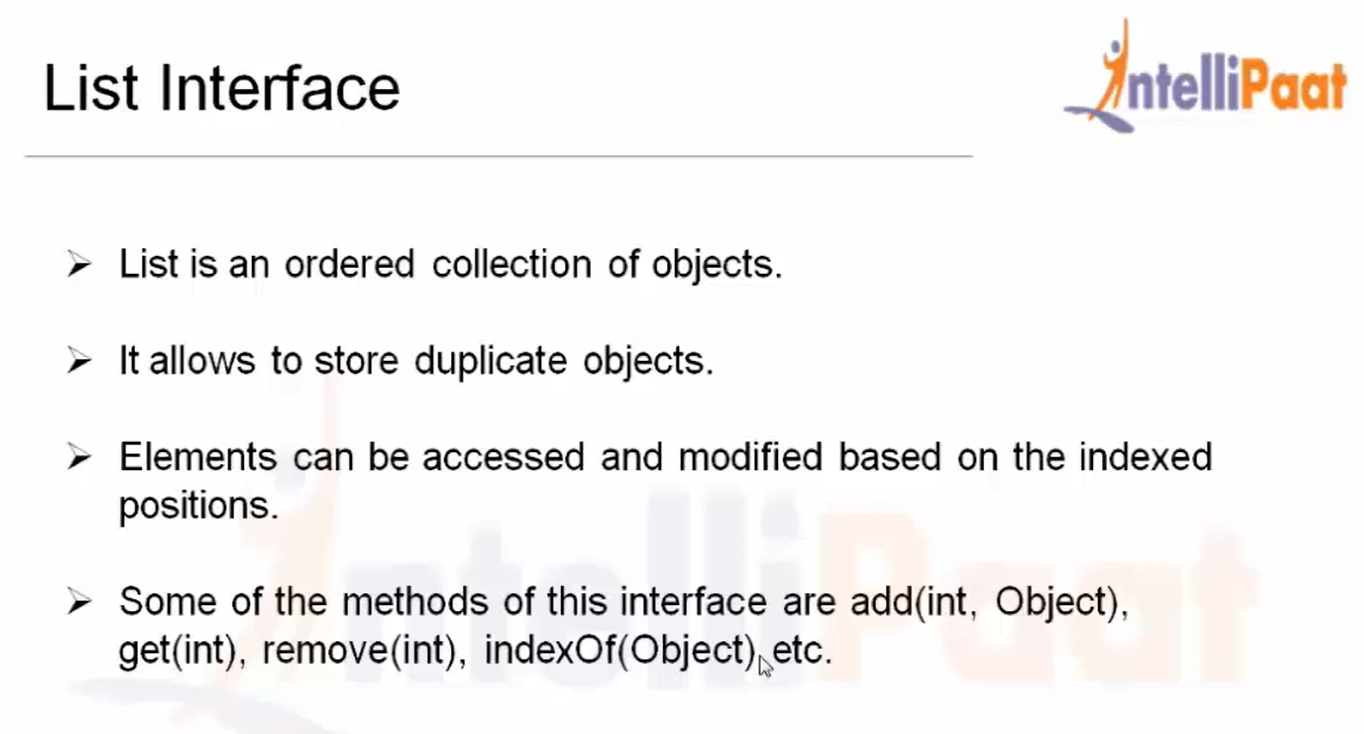 List Interface
IntelliPaat
➤ List is an ordered collection of objects.
➤ It allows to store duplicate objects.
➤ Elements can be accessed and modified based on the indexed
positions.
➤ Some of the methods of this interface are add(int, Object),
get(int), remove(int), indexOf(Object) etc.
IntelliPaat